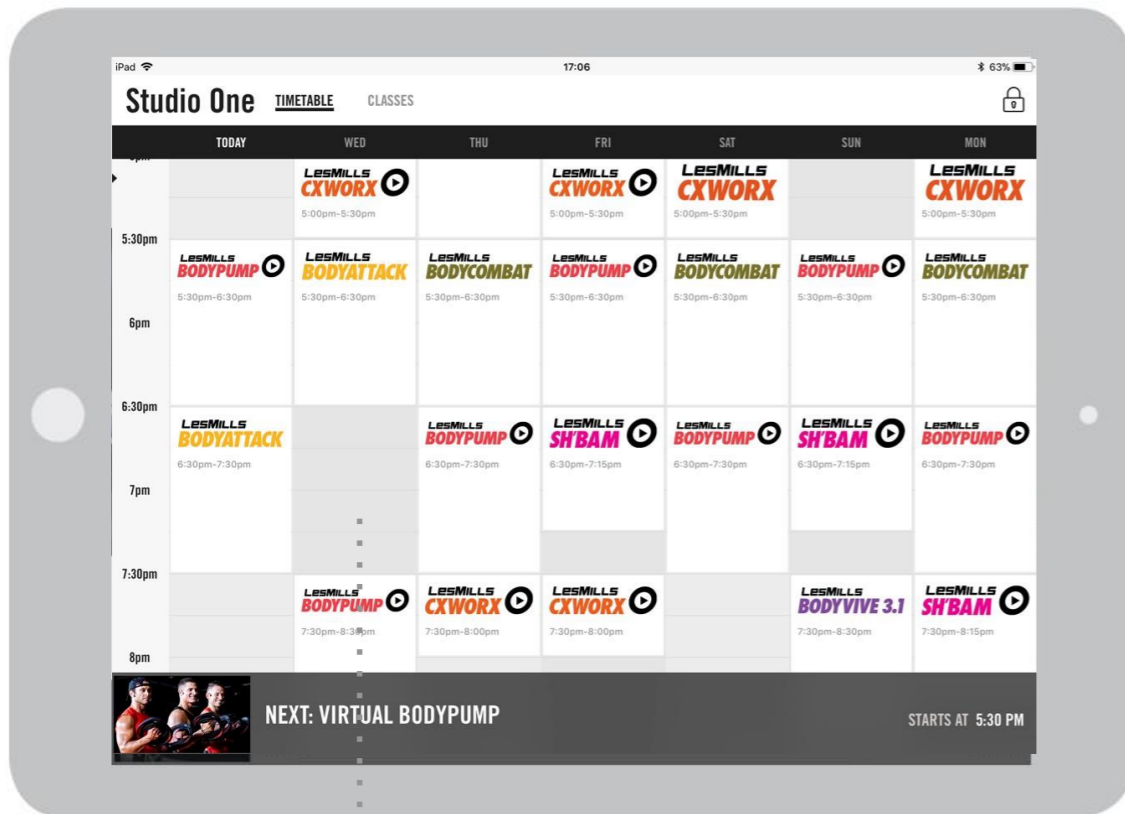 iPad 17:06 63%
Studio One TIMETABLE CLASSES
TODAY WED THU FRI SAT SUN MON
LESMILLS LESMILLS LESMILLS LESMILLS
CXWORX CXWORX CXWORX CXWORX
5:00pm-5:30pm 5:00pm-5:30pm 5:00pm-5:30pm 5:00pm-5:30pm
5:30pm
LESMILLS LESMILLS LESMILLS LESMILLS LESMILLS LESMILLS LESMILLS
BODYPUMP BODYATTACK BODYCOMBAT BODYPUMP BODYCOMBAT BODYPUMP BODYCOMBAT
5:30pm-6:30pm 5:30pm-6:30pm 5:30pm-6:30pm 5:30pm-6:30pm 5:30pm-6:30pm 5:30pm-6:30pm 5:30pm-6:30pm
6pm
6:30pm
LESMILLS LESMILLS LESMILLS LESMILLS LESMILLS LESMILLS
BODYATTACK BODYPUMP SH'BAM BODYPUMP SH'BAM BODYPUMP
6:30pm-7:30pm 6:30pm-7:30pm 6:30pm-7:15pm 6:30pm-7:30pm 6:30pm-7:15pm 6:30pm-7:30pm
7pm
7:30pm
LESMILLS LESMILLS LESMILLS LESMILLS LESMILLS
BODYPUMP CXWORX CXWORX BODYVIVE 3.1 SH'BAM
7:30pm-8:30pm 7:30pm-8:00pm 7:30pm-8:00pm 7:30pm-8:30pm 7:30pm-8:15pm
8pm
NEXT: VIRTUAL BODYPUMP STARTS AT 5:30 PM